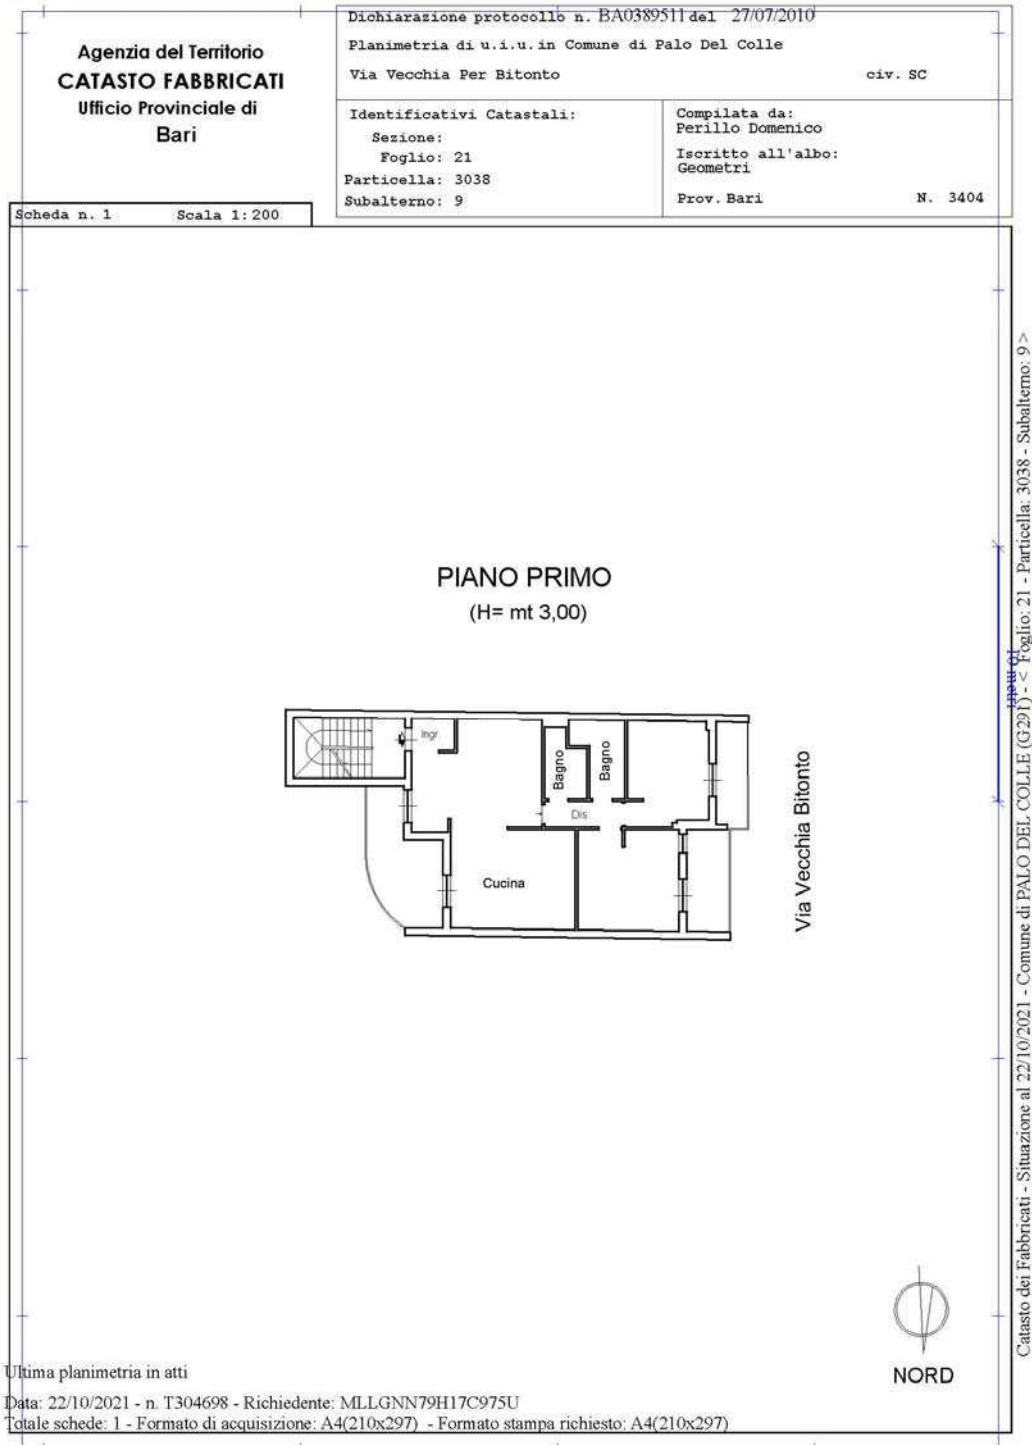 Agenzia del Territorio
CATASTO FABBRICATI
Ufficio Provinciale di
Bari
Dichiarazione protocollo n. BA0389511 del 27/07/2010
Planimetria di u.i.u. in Comune di Palo Del Colle
Via Vecchia Per Bitonto civ. SC
Identificativi Catastali:
Sezione:
Foglio: 21
Particella: 3038
Subalterno: 9
Compilata da:
Perillo Domenico
Iscritto all'albo:
Geometri
Prov. Bari N. 3404
Scheda n. 1 Scala 1:200
PIANO PRIMO
(H= mt 3,00)
Ingr
Bagno
Bagno
Dis
Cucina
Via Vecchia Bitonto
10 metri
Catasto dei Fabbricati - Situazione al 22/10/2021 - Comune di PALO DEL COLLE (G291) - < Foglio: 21 - Particella: 3038 - Subalterno: 9 >
NORD
Ultima planimetria in atti
Data: 22/10/2021 - n. T304698 - Richiedente: MLLGNN79H17C975U
Totale schede: 1 - Formato di acquisizione: A4(210x297) - Formato stampa richiesto: A4(210x297)